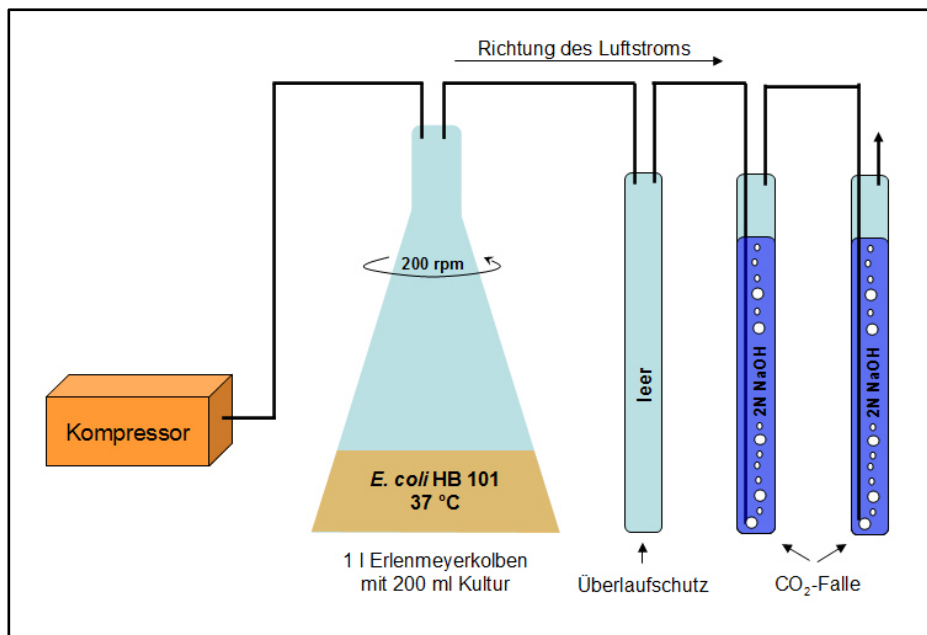 Richtung des Luftstroms
200 rpm
Kompressor
E. coli HB 101
37 °C
1 l Erlenmeyerkolben
mit 200 ml Kultur
leer
Überlaufschutz
2N NaOH
2N NaOH
CO₂-Falle